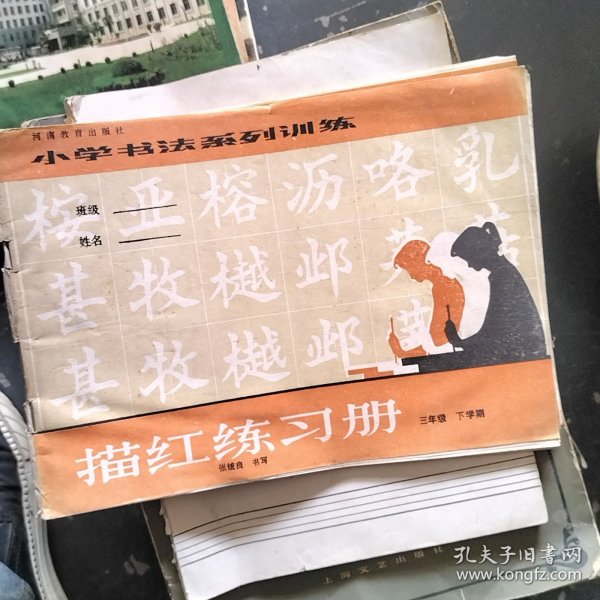 河南教育出版社
小学书法系列训练
桉亚榕沥咯乳
班级
姓名
甚牧樾邺英
甚牧樾邺
描红练习册
三年级 下学期
张继良 书写
上海文艺出版社
孔夫子旧书网
www.kongfz.com